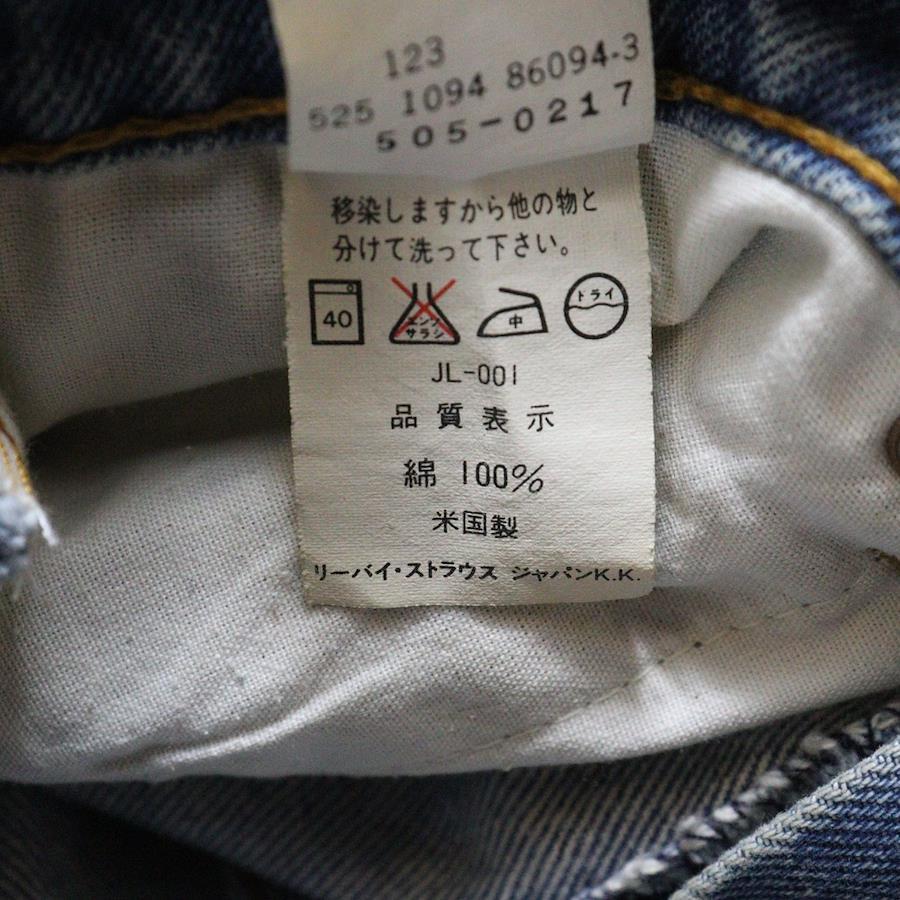 123
525 1094 86094-3
505-0217
移染しますから他の物と
分けて洗って下さい。
40 エンソサラシ 中 ドライ
JL-001
品質表示
綿 100%
米国製
リーバイ・ストラウス ジャパンK.K.